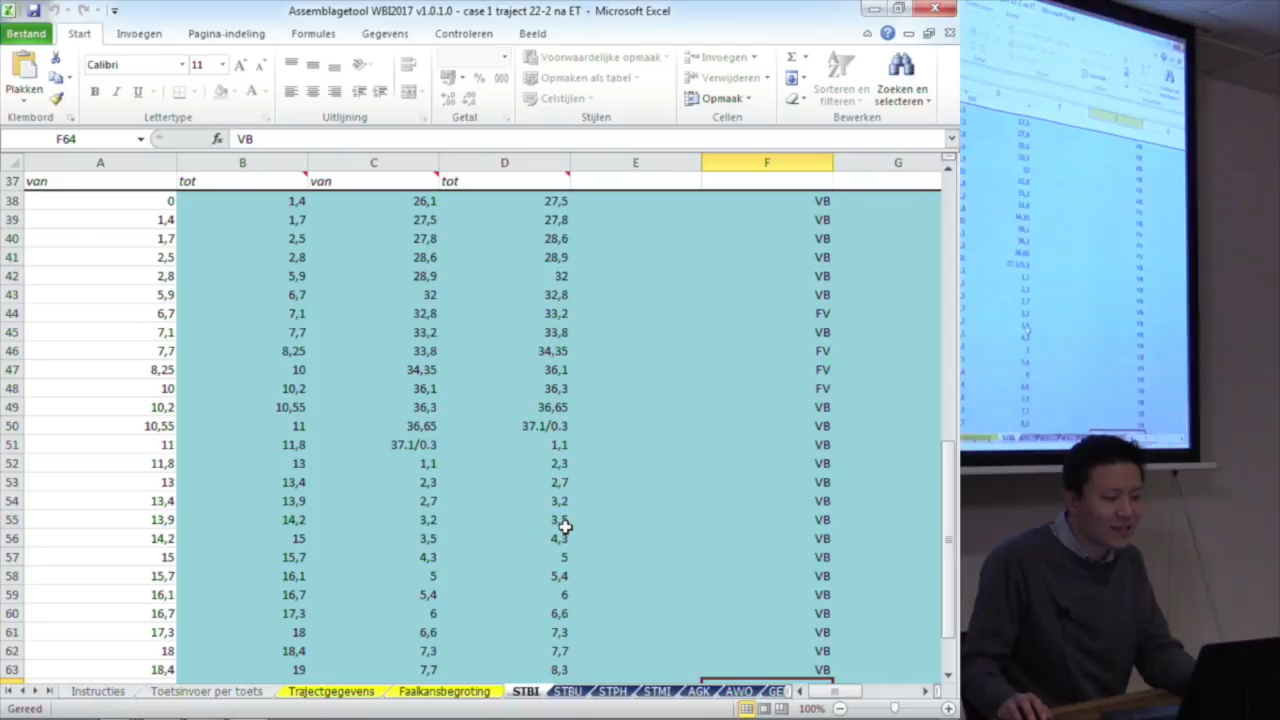 Assemblagetool WBI2017 v1.0.1.0 - case 1 traject 22-2 na ET - Microsoft Excel
Bestand Start Invoegen Pagina-indeling Formules Gegevens Controleren Beeld
Plakken Calibri 11 Voorwaardelijke opmaak Invoegen Sorteren en filteren Zoeken en selecteren
B I U % 000 Opmaken als tabel Verwijderen
Celstijlen Opmaak
Klembord Lettertype Uitlijning Getal Stijlen Cellen Bewerken
F64 fx VB
A B C D E F G
37 van tot van tot
38 0 1,4 26,1 27,5 VB
39 1,4 1,7 27,5 27,8 VB
40 1,7 2,5 27,8 28,6 VB
41 2,5 2,8 28,6 28,9 VB
42 2,8 5,9 28,9 32 VB
43 5,9 6,7 32 32,8 VB
44 6,7 7,1 32,8 33,2 FV
45 7,1 7,7 33,2 33,8 VB
46 7,7 8,25 33,8 34,35 FV
47 8,25 10 34,35 36,1 FV
48 10 10,2 36,1 36,3 FV
49 10,2 10,55 36,3 36,65 VB
50 10,55 11 36,65 37.1/0.3 VB
51 11 11,8 37.1/0.3 1,1 VB
52 11,8 13 1,1 2,3 VB
53 13 13,4 2,3 2,7 VB
54 13,4 13,9 2,7 3,2 VB
55 13,9 14,2 3,2 3,5 VB
56 14,2 15 3,5 4,3 VB
57 15 15,7 4,3 5 VB
58 15,7 16,1 5 5,4 VB
59 16,1 16,7 5,4 6 VB
60 16,7 17,3 6 6,6 VB
61 17,3 18 6,6 7,3 VB
62 18 18,4 7,3 7,7 VB
63 18,4 19 7,7 8,3 VB
Instructies Toetsinvoer per toets Trajectgegevens Faalkansbegroting STBI STBU STPH STMI AGK AWO GE
Gereed 100%